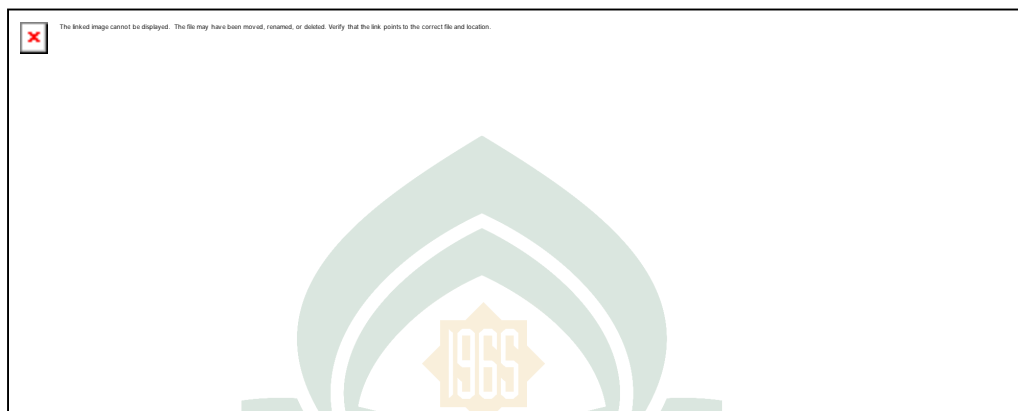 The linked image cannot be displayed. The file may have been moved, renamed, or deleted. Verify that the link points to the correct file and location.
1965